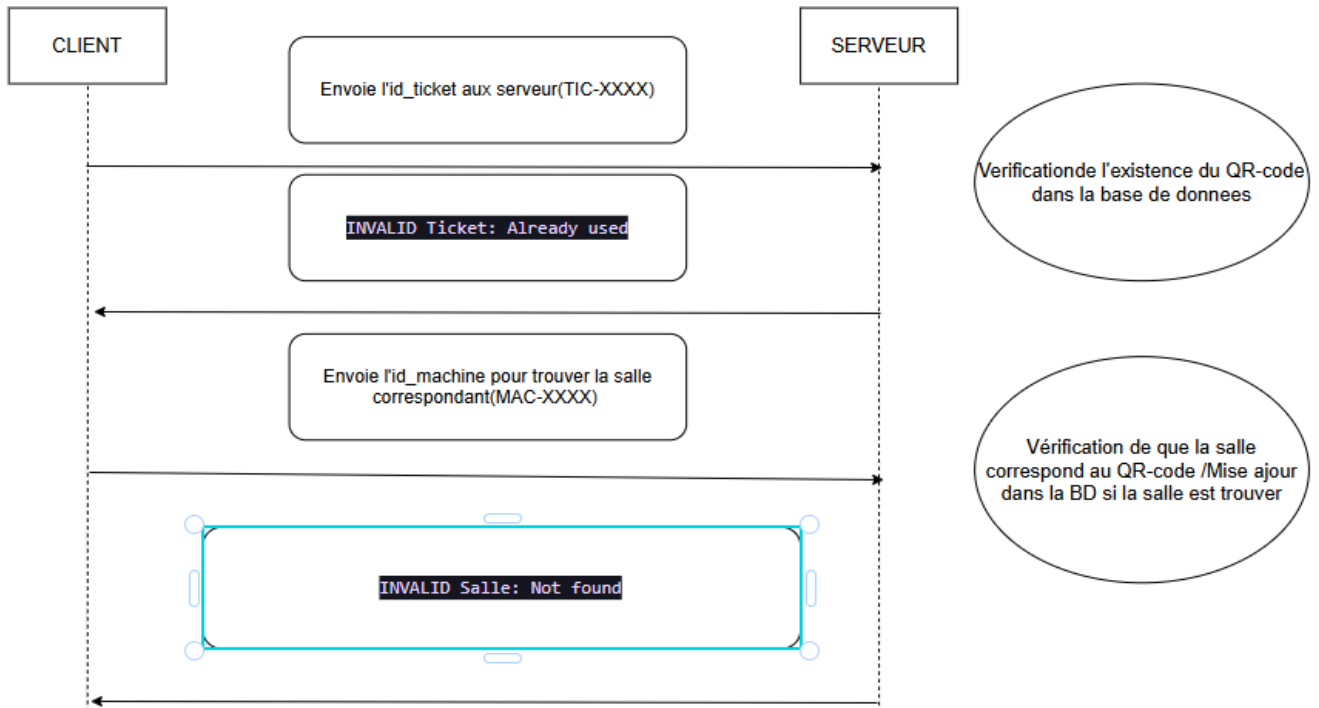 CLIENT
SERVEUR
Envoie l'id_ticket aux serveur(TIC-XXXX)
Verificationde l'existence du QR-code
dans la base de donnees
INVALID Ticket: Already used
Envoie l'id_machine pour trouver la salle
correspondant(MAC-XXXX)
Vérification de que la salle
correspond au QR-code /Mise ajour
dans la BD si la salle est trouver
INVALID Salle: Not found